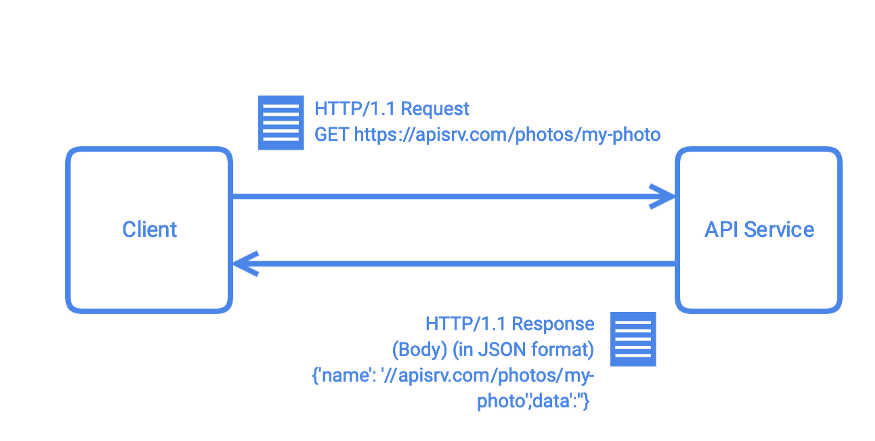 HTTP/1.1 Request
GET https://apisrv.com/photos/my-photo
Client
API Service
HTTP/1.1 Response
(Body) (in JSON format)
{'name': '//apisrv.com/photos/my-
photo','data':''}